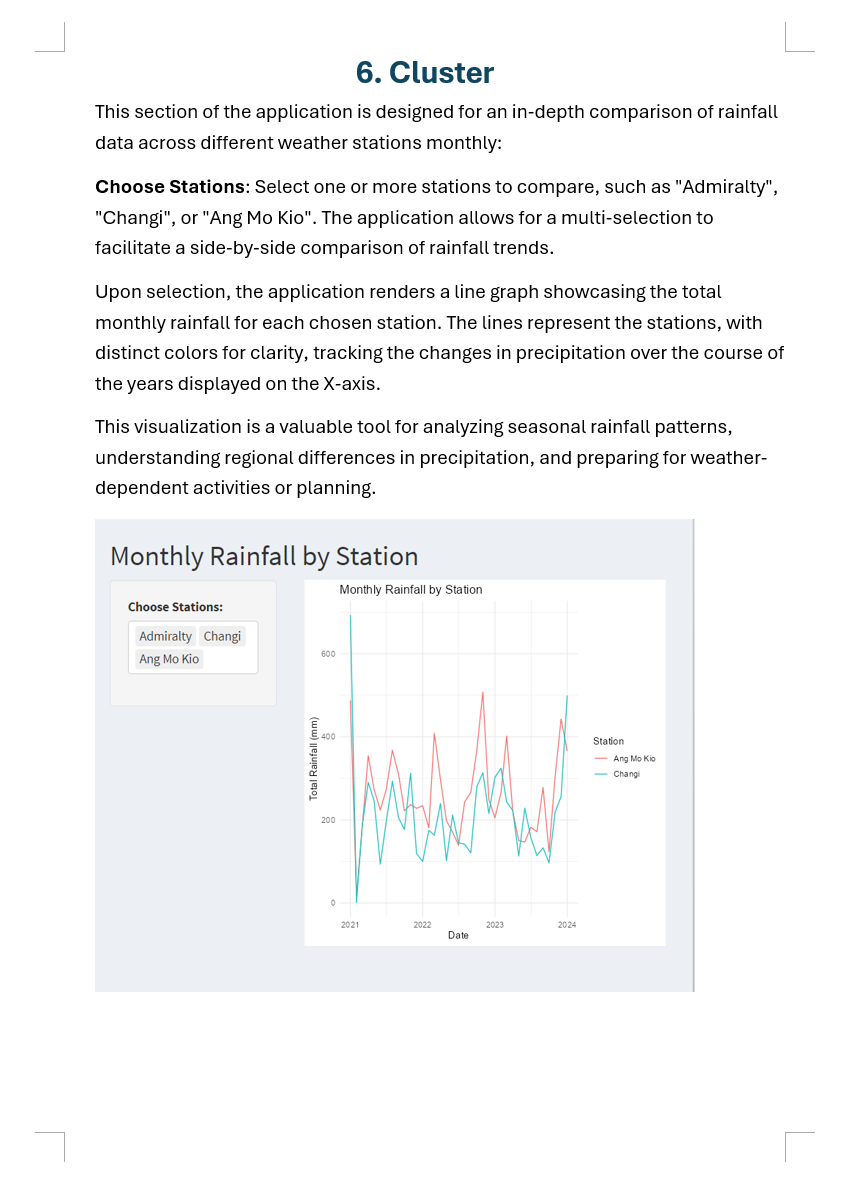 6. Cluster
This section of the application is designed for an in-depth comparison of rainfall
data across different weather stations monthly:
Choose Stations: Select one or more stations to compare, such as "Admiralty",
"Changi", or "Ang Mo Kio". The application allows for a multi-selection to
facilitate a side-by-side comparison of rainfall trends.
Upon selection, the application renders a line graph showcasing the total
monthly rainfall for each chosen station. The lines represent the stations, with
distinct colors for clarity, tracking the changes in precipitation over the course of
the years displayed on the X-axis.
This visualization is a valuable tool for analyzing seasonal rainfall patterns,
understanding regional differences in precipitation, and preparing for weather-
dependent activities or planning.
Monthly Rainfall by Station
Choose Stations:
Admiralty Changi
Ang Mo Kio
Monthly Rainfall by Station
Total Rainfall (mm)
600
400
200
0
2021 2022 2023 2024
Date
Station
Ang Mo Kio
Changi